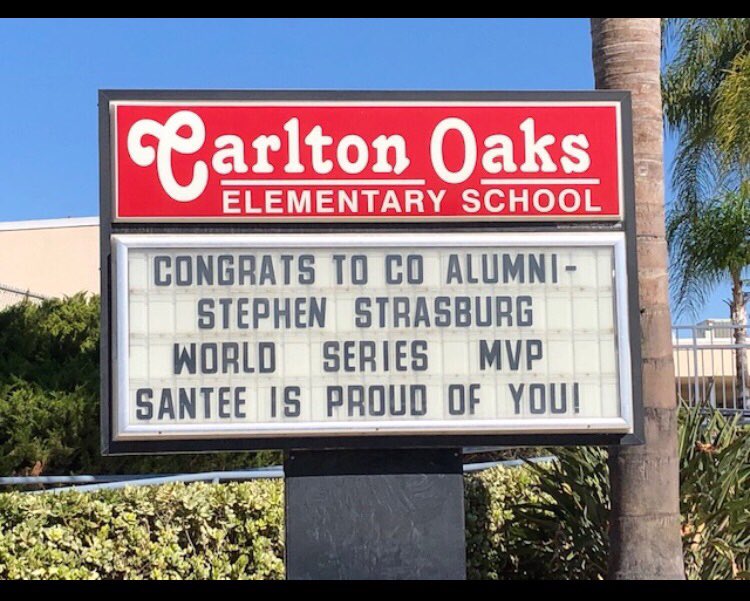 Carlton Oaks
ELEMENTARY SCHOOL
CONGRATS TO CO ALUMNI-
STEPHEN STRASBURG
WORLD SERIES MVP
SANTEE IS PROUD OF YOU!